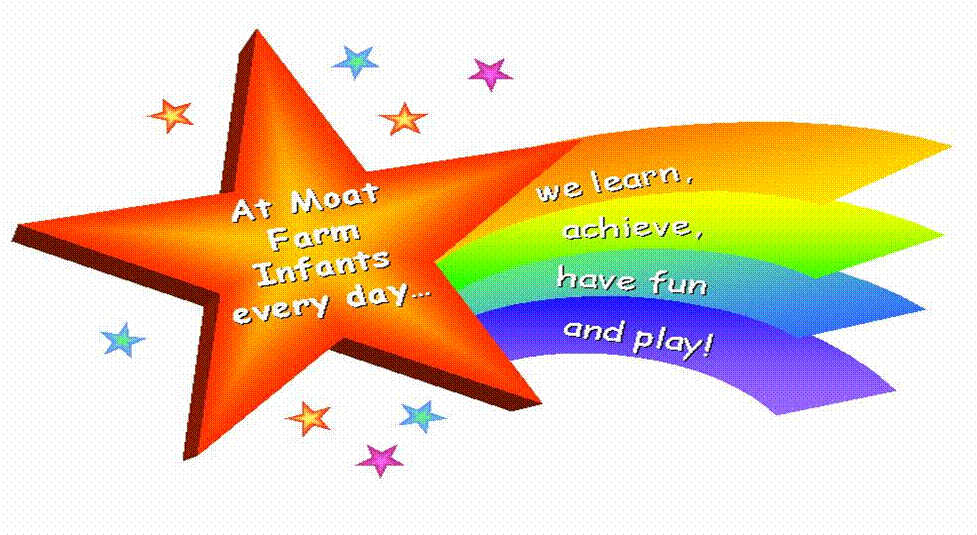 At Moat
Farm
Infants
every day...
we learn,
achieve,
have fun
and play!